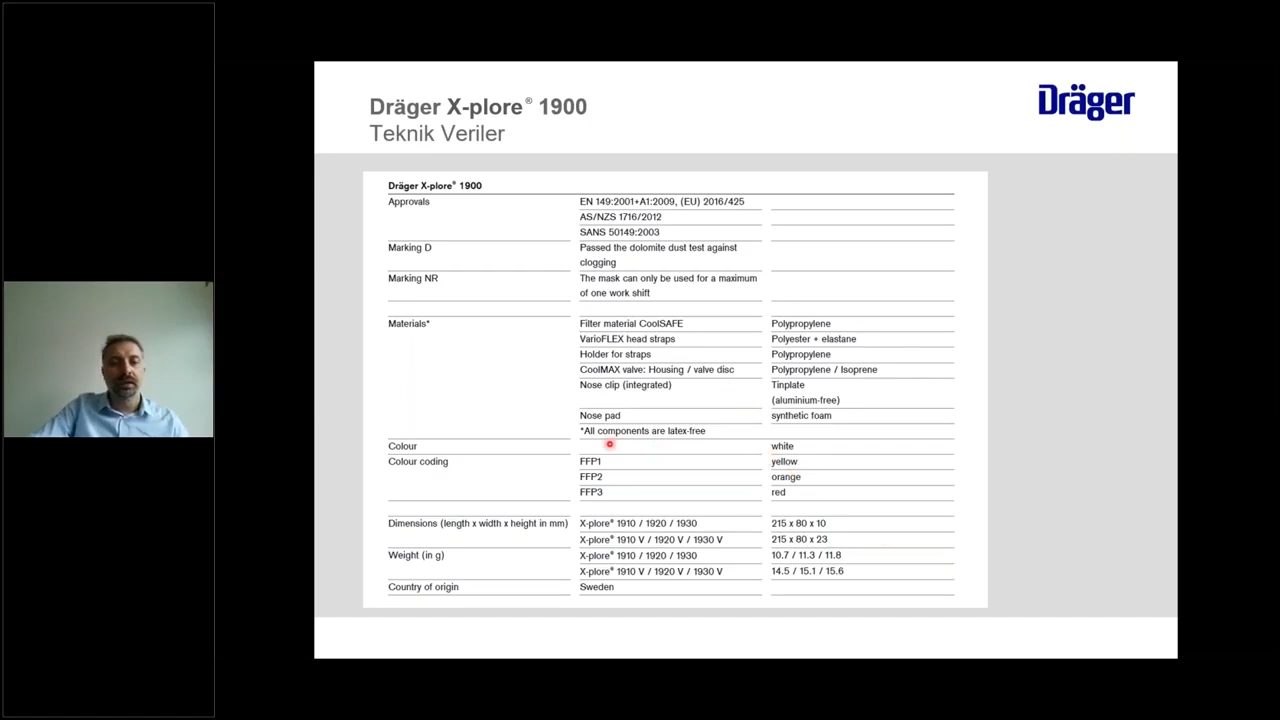 Dräger X-plore® 1900
Teknik Veriler
Dräger
Dräger X-plore® 1900
Approvals EN 149:2001+A1:2009, (EU) 2016/425
AS/NZS 1716/2012
SANS 50149:2003
Marking D Passed the dolomite dust test against
clogging
Marking NR The mask can only be used for a maximum
of one work shift
Materials* Filter material CoolSAFE Polypropylene
VarioFLEX head straps Polyester + elastane
Holder for straps Polypropylene
CoolMAX valve: Housing / valve disc Polypropylene / Isoprene
Nose clip (integrated) Tinplate
(aluminium-free)
Nose pad synthetic foam
*All components are latex-free
Colour white
Colour coding FFP1 yellow
FFP2 orange
FFP3 red
Dimensions (length x width x height in mm) X-plore® 1910 / 1920 / 1930 215 x 80 x 10
X-plore® 1910 V / 1920 V / 1930 V 215 x 80 x 23
Weight (in g) X-plore® 1910 / 1920 / 1930 10.7 / 11.3 / 11.8
X-plore® 1910 V / 1920 V / 1930 V 14.5 / 15.1 / 15.6
Country of origin Sweden